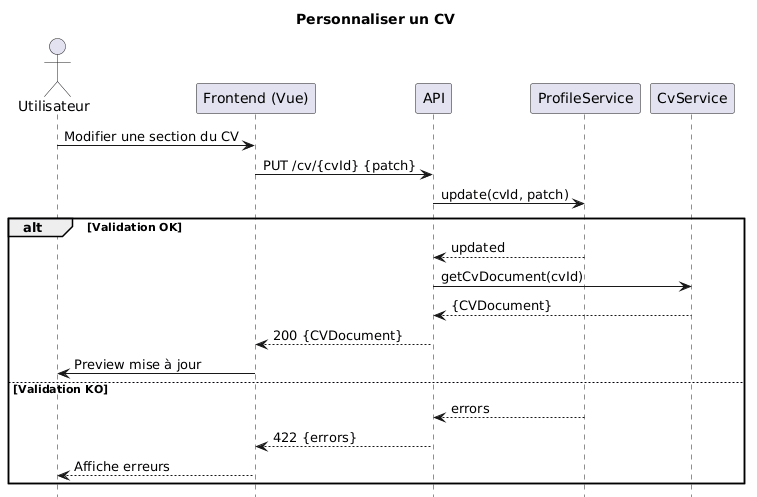 Personnaliser un CV
Utilisateur
Frontend (Vue)
API
ProfileService
CvService
Modifier une section du CV
PUT /cv/{cvId} {patch}
update(cvId, patch)
alt
[Validation OK]
updated
getCvDocument(cvId)
{CVDocument}
200 {CVDocument}
Preview mise à jour
[Validation KO]
errors
422 {errors}
Affiche erreurs